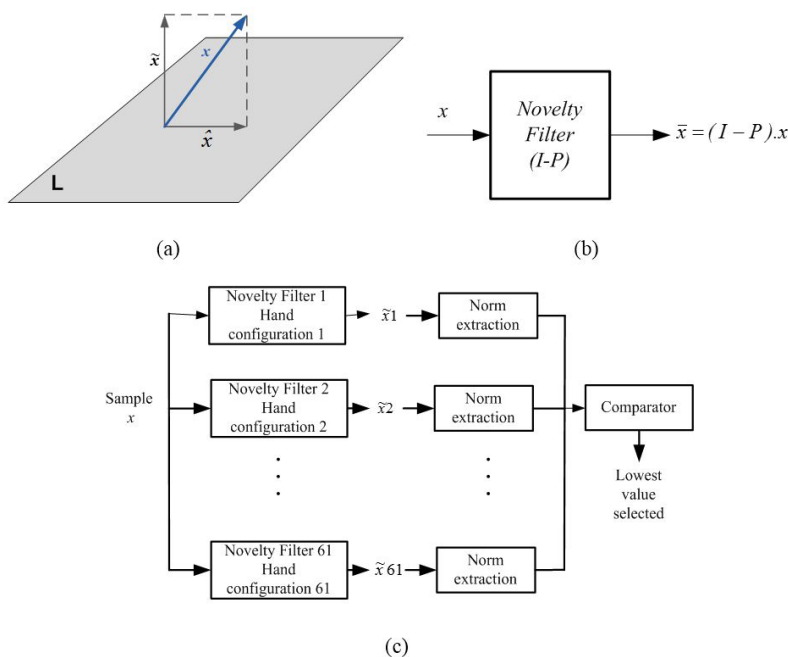 x̃
x
x̂
L
(a)
x
Novelty
Filter
(I-P)
x̄ = (I − P).x
(b)
Sample
x
Novelty Filter 1
Hand
configuration 1
x̃1
Norm
extraction
Novelty Filter 2
Hand
configuration 2
x̃2
Norm
extraction
Comparator
Lowest
value
selected
Novelty Filter 61
Hand
configuration 61
x̃61
Norm
extraction
(c)